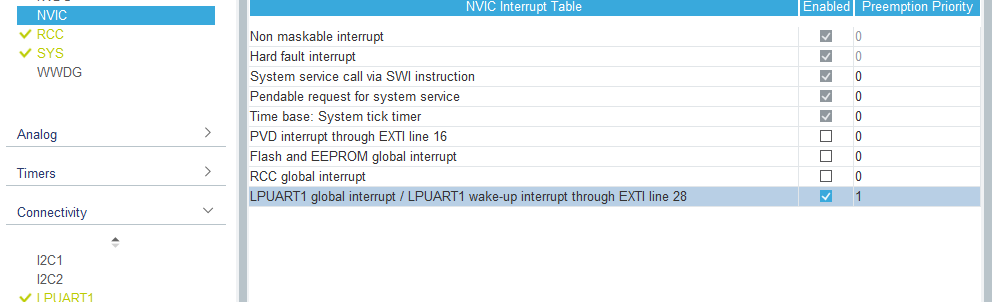 NVIC Interrupt Table Enabled Preemption Priority
NVIC
RCC
SYS
WWDG
Non maskable interrupt 0
Hard fault interrupt 0
System service call via SWI instruction 0
Pendable request for system service 0
Time base: System tick timer 0
PVD interrupt through EXTI line 16 0
Flash and EEPROM global interrupt 0
RCC global interrupt 0
LPUART1 global interrupt / LPUART1 wake-up interrupt through EXTI line 28 1
Analog
Timers
Connectivity
I2C1
I2C2
LPUART1